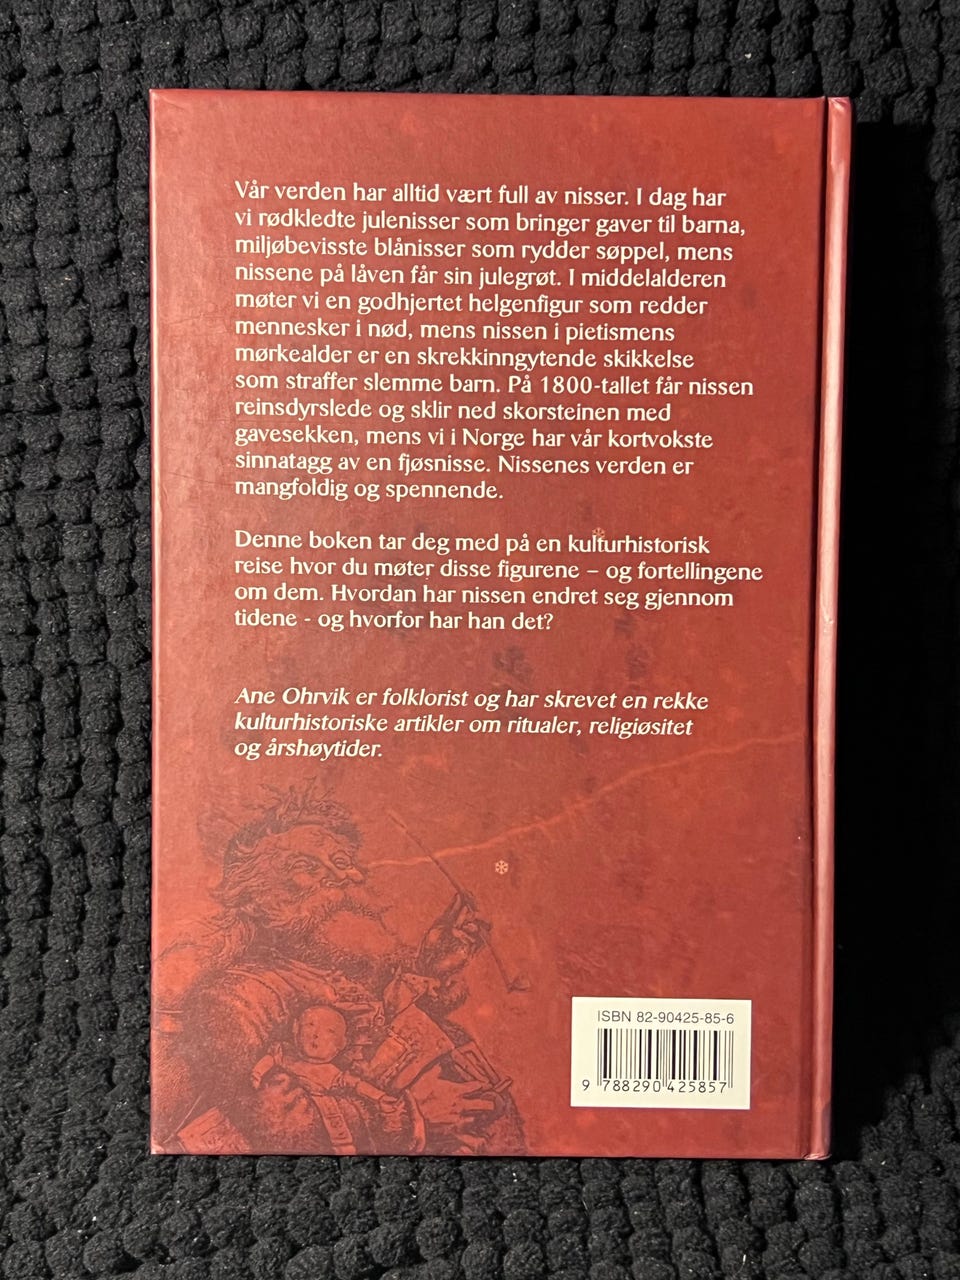 Vår verden har alltid vært full av nisser. I dag har
vi rødkledte julenisser som bringer gaver til barna,
miljøbevisste blånisser som rydder søppel, mens
nissene på låven får sin julegrøt. I middelalderen
møter vi en godhjertet helgenfigur som redder
mennesker i nød, mens nissen i pietismens
mørkealder er en skrekkinngytende skikkelse
som straffer slemme barn. På 1800-tallet får nissen
reinsdyrslede og sklir ned skorsteinen med
gavesekken, mens vi i Norge har vår kortvokste
sinnatagg av en fjøsnisse. Nissenes verden er
mangfoldig og spennende.
Denne boken tar deg med på en kulturhistorisk
reise hvor du møter disse figurene – og fortellingene
om dem. Hvordan har nissen endret seg gjennom
tidene - og hvorfor har han det?
Ane Ohrvik er folklorist og har skrevet en rekke
kulturhistoriske artikler om ritualer, religiøsitet
og årshøytider.
ISBN 82-90425-85-6
9 788290 425857